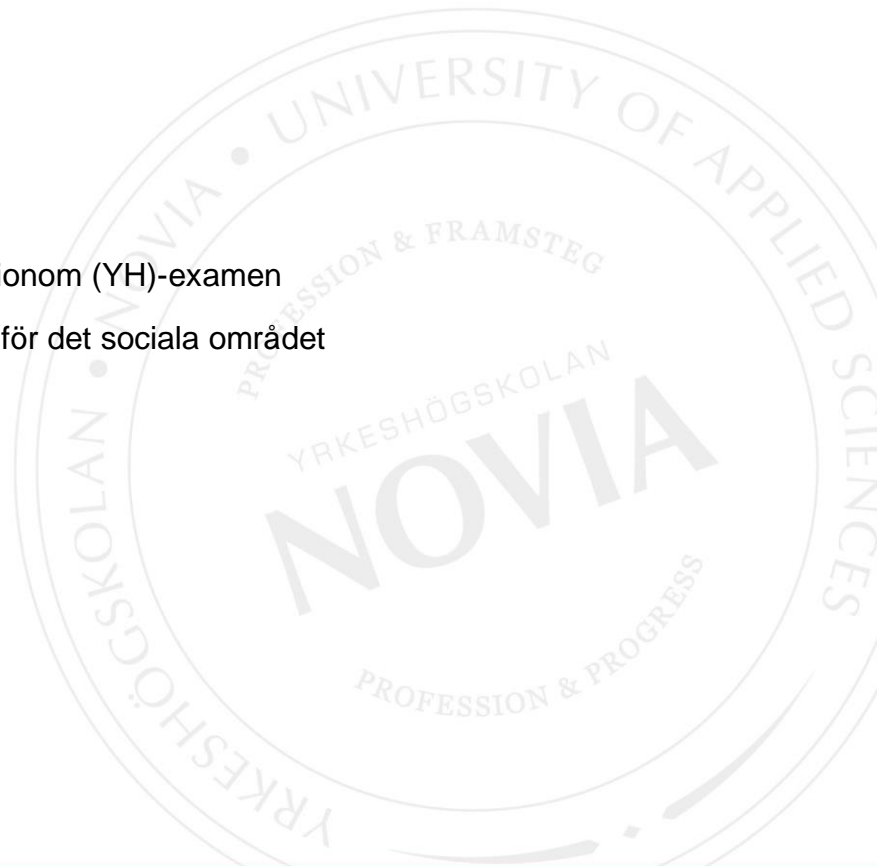 ionom (YH)-examen
för det sociala området
YRKESHÖGSKOLAN • NOVIA • UNIVERSITY OF APPLIED SCIENCES
PROFESSION & FRAMSTEG
YRKESHÖGSKOLAN
NOVIA
PROFESSION & PROGRESS